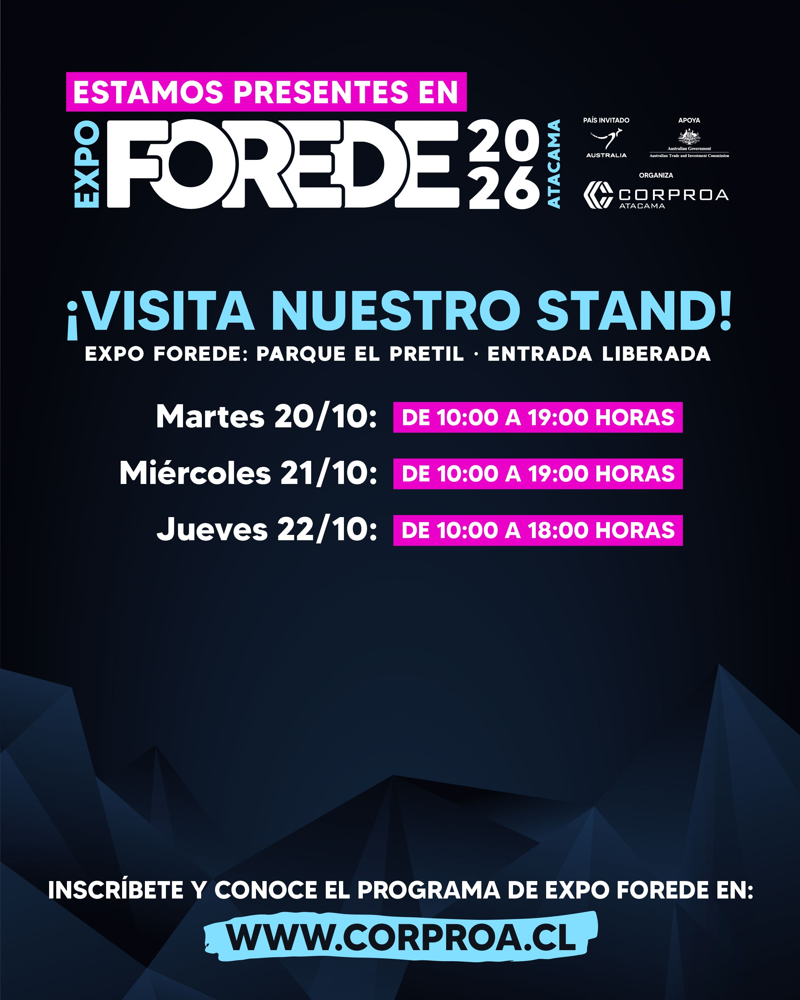 ESTAMOS PRESENTES EN
EXPO FOREDE 2026 ATACAMA
PAÍS INVITADO
AUSTRALIA
APOYA
Australian Government
Australian Trade and Investment Commission
ORGANIZA
CORPROA
ATACAMA
¡VISITA NUESTRO STAND!
EXPO FOREDE: PARQUE EL PRETIL · ENTRADA LIBERADA
Martes 20/10: DE 10:00 A 19:00 HORAS
Miércoles 21/10: DE 10:00 A 19:00 HORAS
Jueves 22/10: DE 10:00 A 18:00 HORAS
INSCRÍBETE Y CONOCE EL PROGRAMA DE EXPO FOREDE EN:
WWW.CORPROA.CL